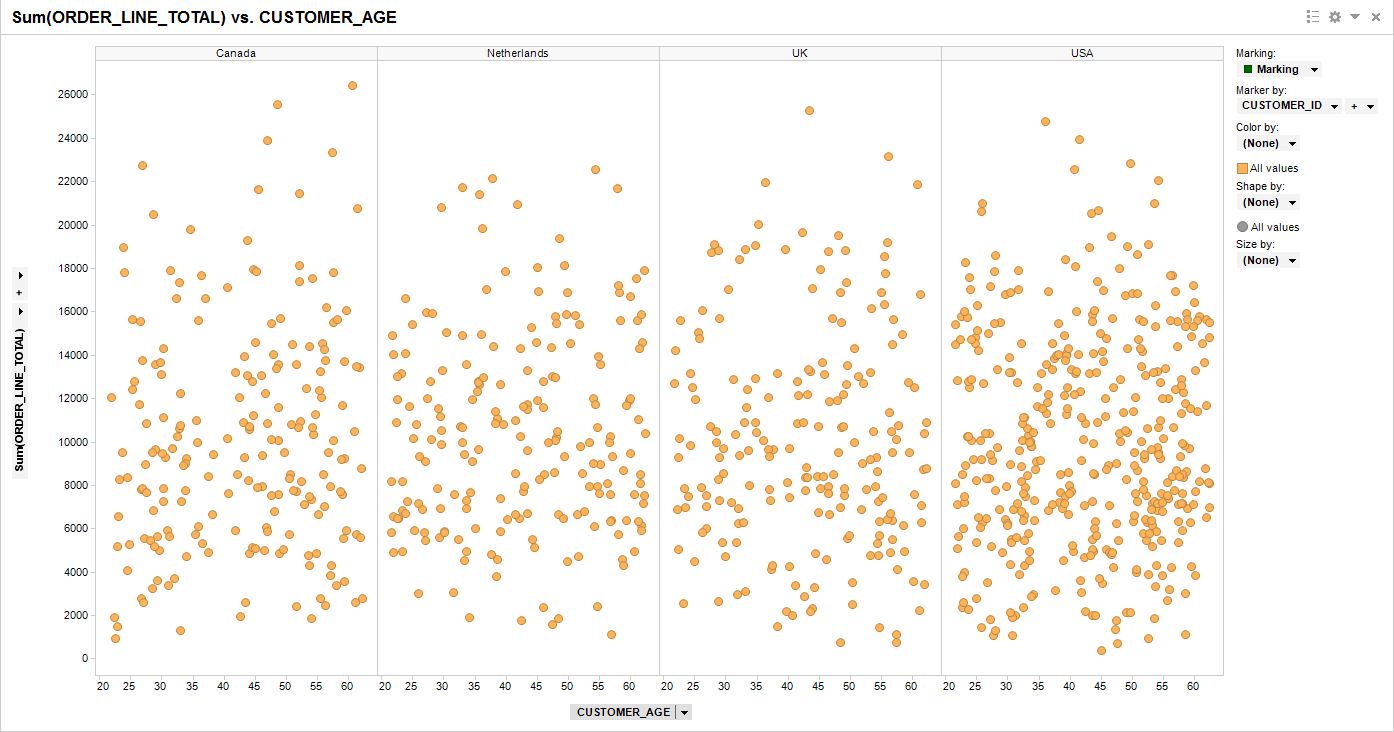 Sum(ORDER_LINE_TOTAL) vs. CUSTOMER_AGE
Canada Netherlands UK USA
26000
24000
22000
20000
18000
16000
14000
12000
10000
8000
6000
4000
2000
0
Sum(ORDER_LINE_TOTAL)
+
20 25 30 35 40 45 50 55 60 20 25 30 35 40 45 50 55 60 20 25 30 35 40 45 50 55 60 20 25 30 35 40 45 50 55 60
CUSTOMER_AGE
Marking:
Marking
Marker by:
CUSTOMER_ID +
Color by:
(None)
All values
Shape by:
(None)
All values
Size by:
(None)